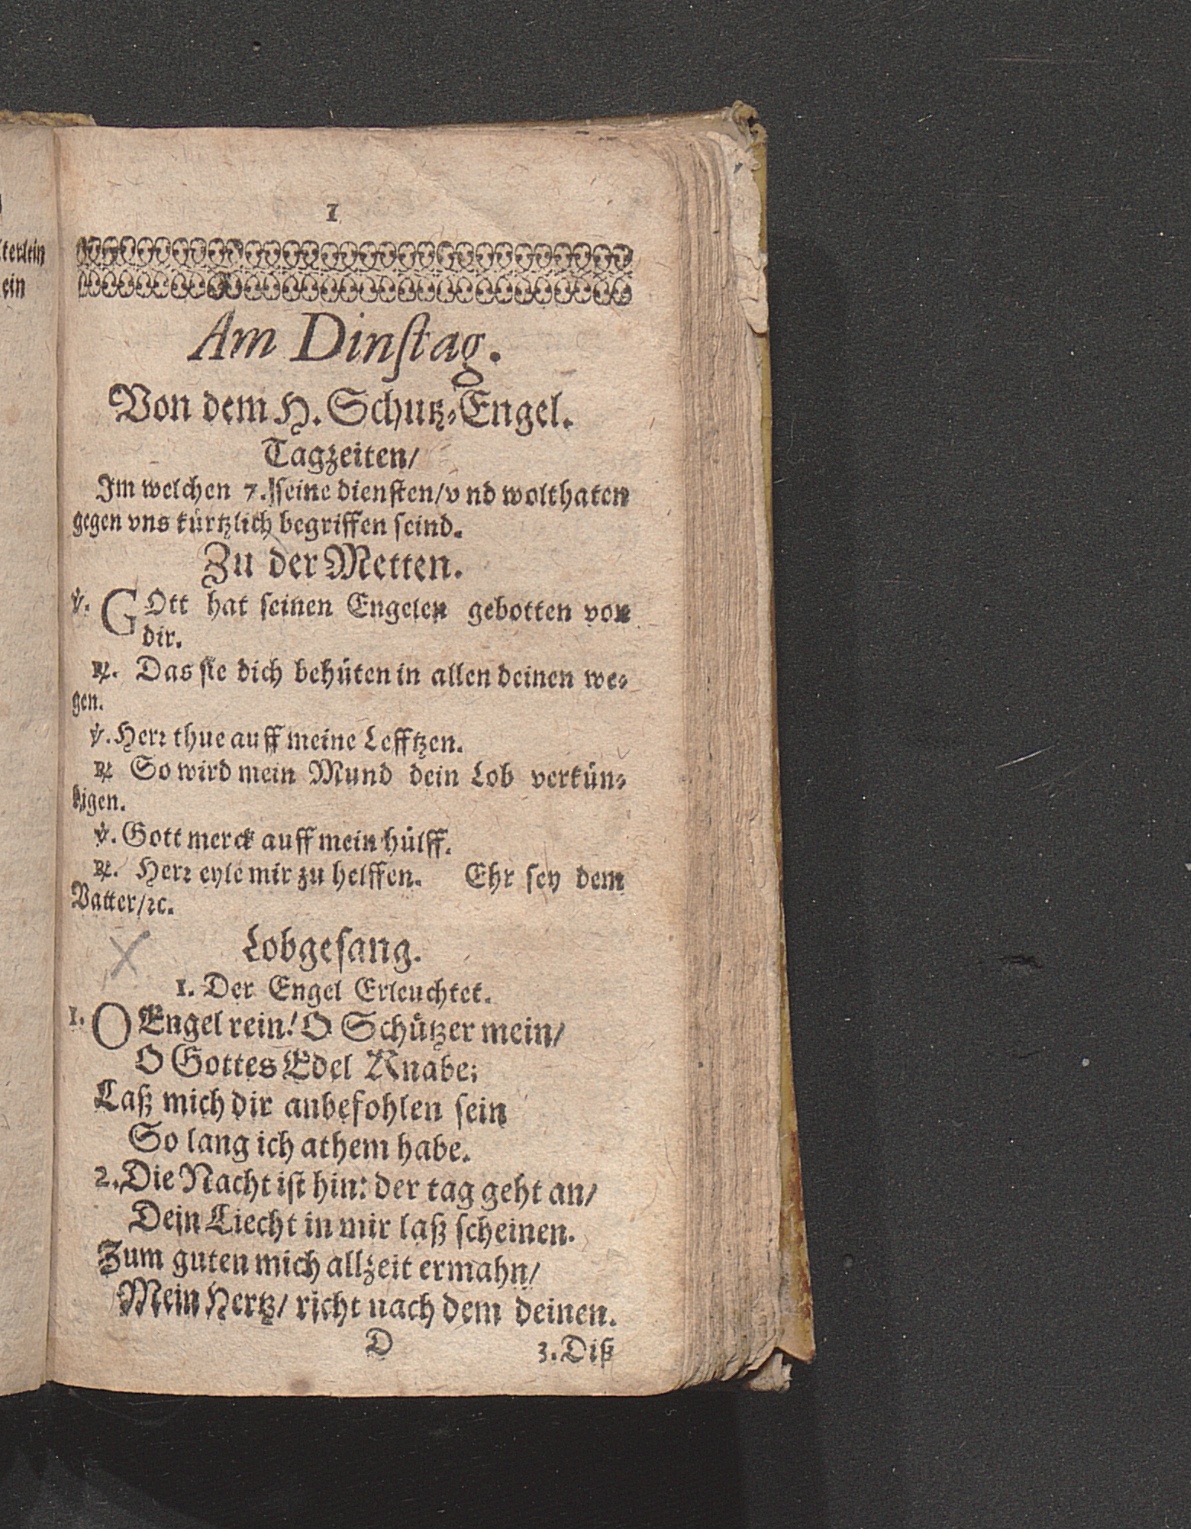 1
Am Dinſtag.
Von dem H. Schutz-Engel.
Tagzeiten/
Im welchen 7. ſeine dienſten/ vnd wolthaten
gegen vns kürtzlich begriffen ſeind.
Zu der Metten.
℣. GOtt hat ſeinen Engelen gebotten von
dir.
℟. Das ſie dich behüten in allen deinen we-
gen.
℣. Herr thue auff meine Lefftzen.
℟ So wird mein Mund dein Lob verkün-
digen.
℣. Gott merck auff mein hülff.
℟. Herr eyle mir zu helffen. Ehr ſey dem
Vatter/ ꝛc.
Lobgeſang.
1. Der Engel Erleuchtet.
1. O Engel rein! O Schützer mein/
O Gottes Edel Knabe;
Laß mich dir anbefohlen ſein
So lang ich athem habe.
2. Die Nacht iſt hin: der tag geht an/
Dein Liecht in mir laß ſcheinen.
Zum guten mich allzeit ermahn/
Mein Hertz/ richt nach dem deinen.
D 3. Diß